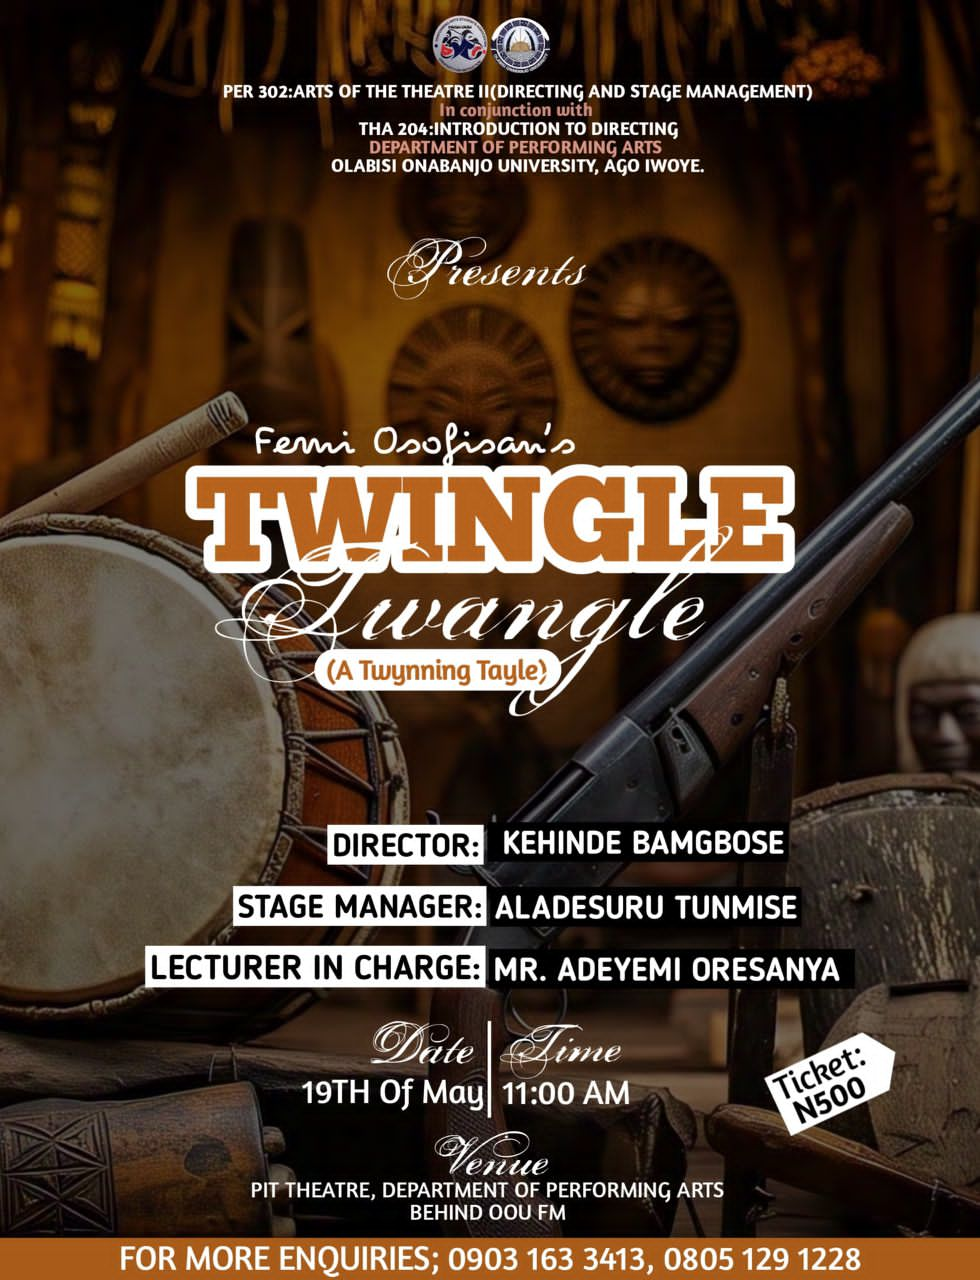 PER 302:ARTS OF THE THEATRE II(DIRECTING AND STAGE MANAGEMENT)
In conjunction with
THA 204:INTRODUCTION TO DIRECTING
DEPARTMENT OF PERFORMING ARTS
OLABISI ONABANJO UNIVERSITY, AGO IWOYE.
Presents
Femi Osofisan's
TWINGLE
Twangle
(A Twynning Tayle)
DIRECTOR: KEHINDE BAMGBOSE
STAGE MANAGER: ALADESURU TUNMISE
LECTURER IN CHARGE: MR. ADEYEMI ORESANYA
Date | Time
19TH Of May | 11:00 AM
Ticket:
N500
Venue
PIT THEATRE, DEPARTMENT OF PERFORMING ARTS
BEHIND OOU FM
FOR MORE ENQUIRIES; 0903 163 3413, 0805 129 1228